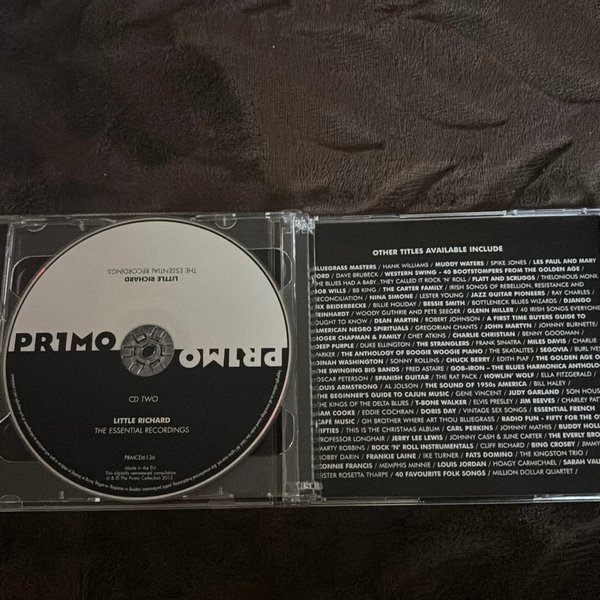 LITTLE RICHARD
THE ESSENTIAL RECORDINGS
PR1MO
PR1MO
CD TWO
LITTLE RICHARD
THE ESSENTIAL RECORDINGS
PRMCD6136
Made in the EU
This digitally remastered compilation
℗ & © The Primo Collection 2012
OTHER TITLES AVAILABLE INCLUDE
BLUEGRASS MASTERS / HANK WILLIAMS / MUDDY WATERS / SPIKE JONES / LES PAUL AND MARY
FORD / DAVE BRUBECK / WESTERN SWING - 40 BOOTSTOMPERS FROM THE GOLDEN AGE /
THE BLUES HAD A BABY...THEY CALLED IT ROCK 'N' ROLL / FLATT AND SCRUGGS / THELONIOUS MONK
BOB WILLS / BB KING / THE CARTER FAMILY / IRISH SONGS OF REBELLION, RESISTANCE AND
RECONCILIATION / NINA SIMONE / LESTER YOUNG / JAZZ GUITAR PIONEERS / RAY CHARLES
BIX BEIDERBECKE / BILLIE HOLIDAY / BESSIE SMITH / BOTTLENECK BLUES WIZARDS / DJANGO
REINHARDT / WOODY GUTHRIE AND PETE SEEGER / GLENN MILLER / 40 IRISH SONGS EVERYONE
OUGHT TO KNOW / DEAN MARTIN / ROBERT JOHNSON / A FIRST TIME BUYERS GUIDE TO
AMERICAN NEGRO SPIRITUALS / GREGORIAN CHANTS / JOHN MARTYN / JOHNNY BURNETTE
ROGER CHAPMAN & FAMILY / CHET ATKINS / CHARLIE CHRISTIAN / BENNY GOODMAN /
DEEP PURPLE / DUKE ELLINGTON / THE STRANGLERS / FRANK SINATRA / MILES DAVIS / CHARLIE
PARKER / THE ANTHOLOGY OF BOOGIE WOOGIE PIANO / THE SKATALITES / SEGOVIA / BURL IVES
DINAH WASHINGTON / SONNY ROLLINS / CHUCK BERRY / EDITH PIAF / THE GOLDEN AGE O
THE SWINGING BIG BANDS / FRED ASTAIRE / GOB-IRON - THE BLUES HARMONICA ANTHOLO
OSCAR PETERSON / SPANISH GUITAR / THE RAT PACK / HOWLIN' WOLF / ELLA FITZGERALD /
LOUIS ARMSTRONG / AL JOLSON / THE SOUND OF 1950s AMERICA / BILL HALEY /
THE BEGINNER'S GUIDE TO CAJUN MUSIC / GENE VINCENT / JUDY GARLAND / SON HOUS
THE KINGS OF THE DELTA BLUES / T-BONE WALKER / ELVIS PRESLEY / JIM REEVES / CHARLEY PATTO
SAM COOKE / EDDIE COCHRAN / DORIS DAY / VINTAGE SEX SONGS / ESSENTIAL FRENCH
CAFÉ MUSIC / OH BROTHER WHERE ART THOU BLUEGRASS / RADIO FUN - FIFTY FOR THE O
FIFTIES / THIS IS THE CHRISTMAS ALBUM / CARL PERKINS / JOHNNY MATHIS / BUDDY HOLL
PROFESSOR LONGHAIR / JERRY LEE LEWIS / JOHNNY CASH & JUNE CARTER / THE EVERLY BRO
MARTY ROBBINS / ROCK 'N' ROLL INSTRUMENTALS / CLIFF RICHARD / BING CROSBY / JIMM
BOBBY DARIN / FRANKIE LAINE / IKE TURNER / FATS DOMINO / THE KINGSTON TRIO /
CONNIE FRANCIS / MEMPHIS MINNIE / LOUIS JORDAN / HOAGY CARMICHAEL / SARAH VAU
SISTER ROSETTA THARPE / 40 FAVOURITE FOLK SONGS / MILLION DOLLAR QUARTET /